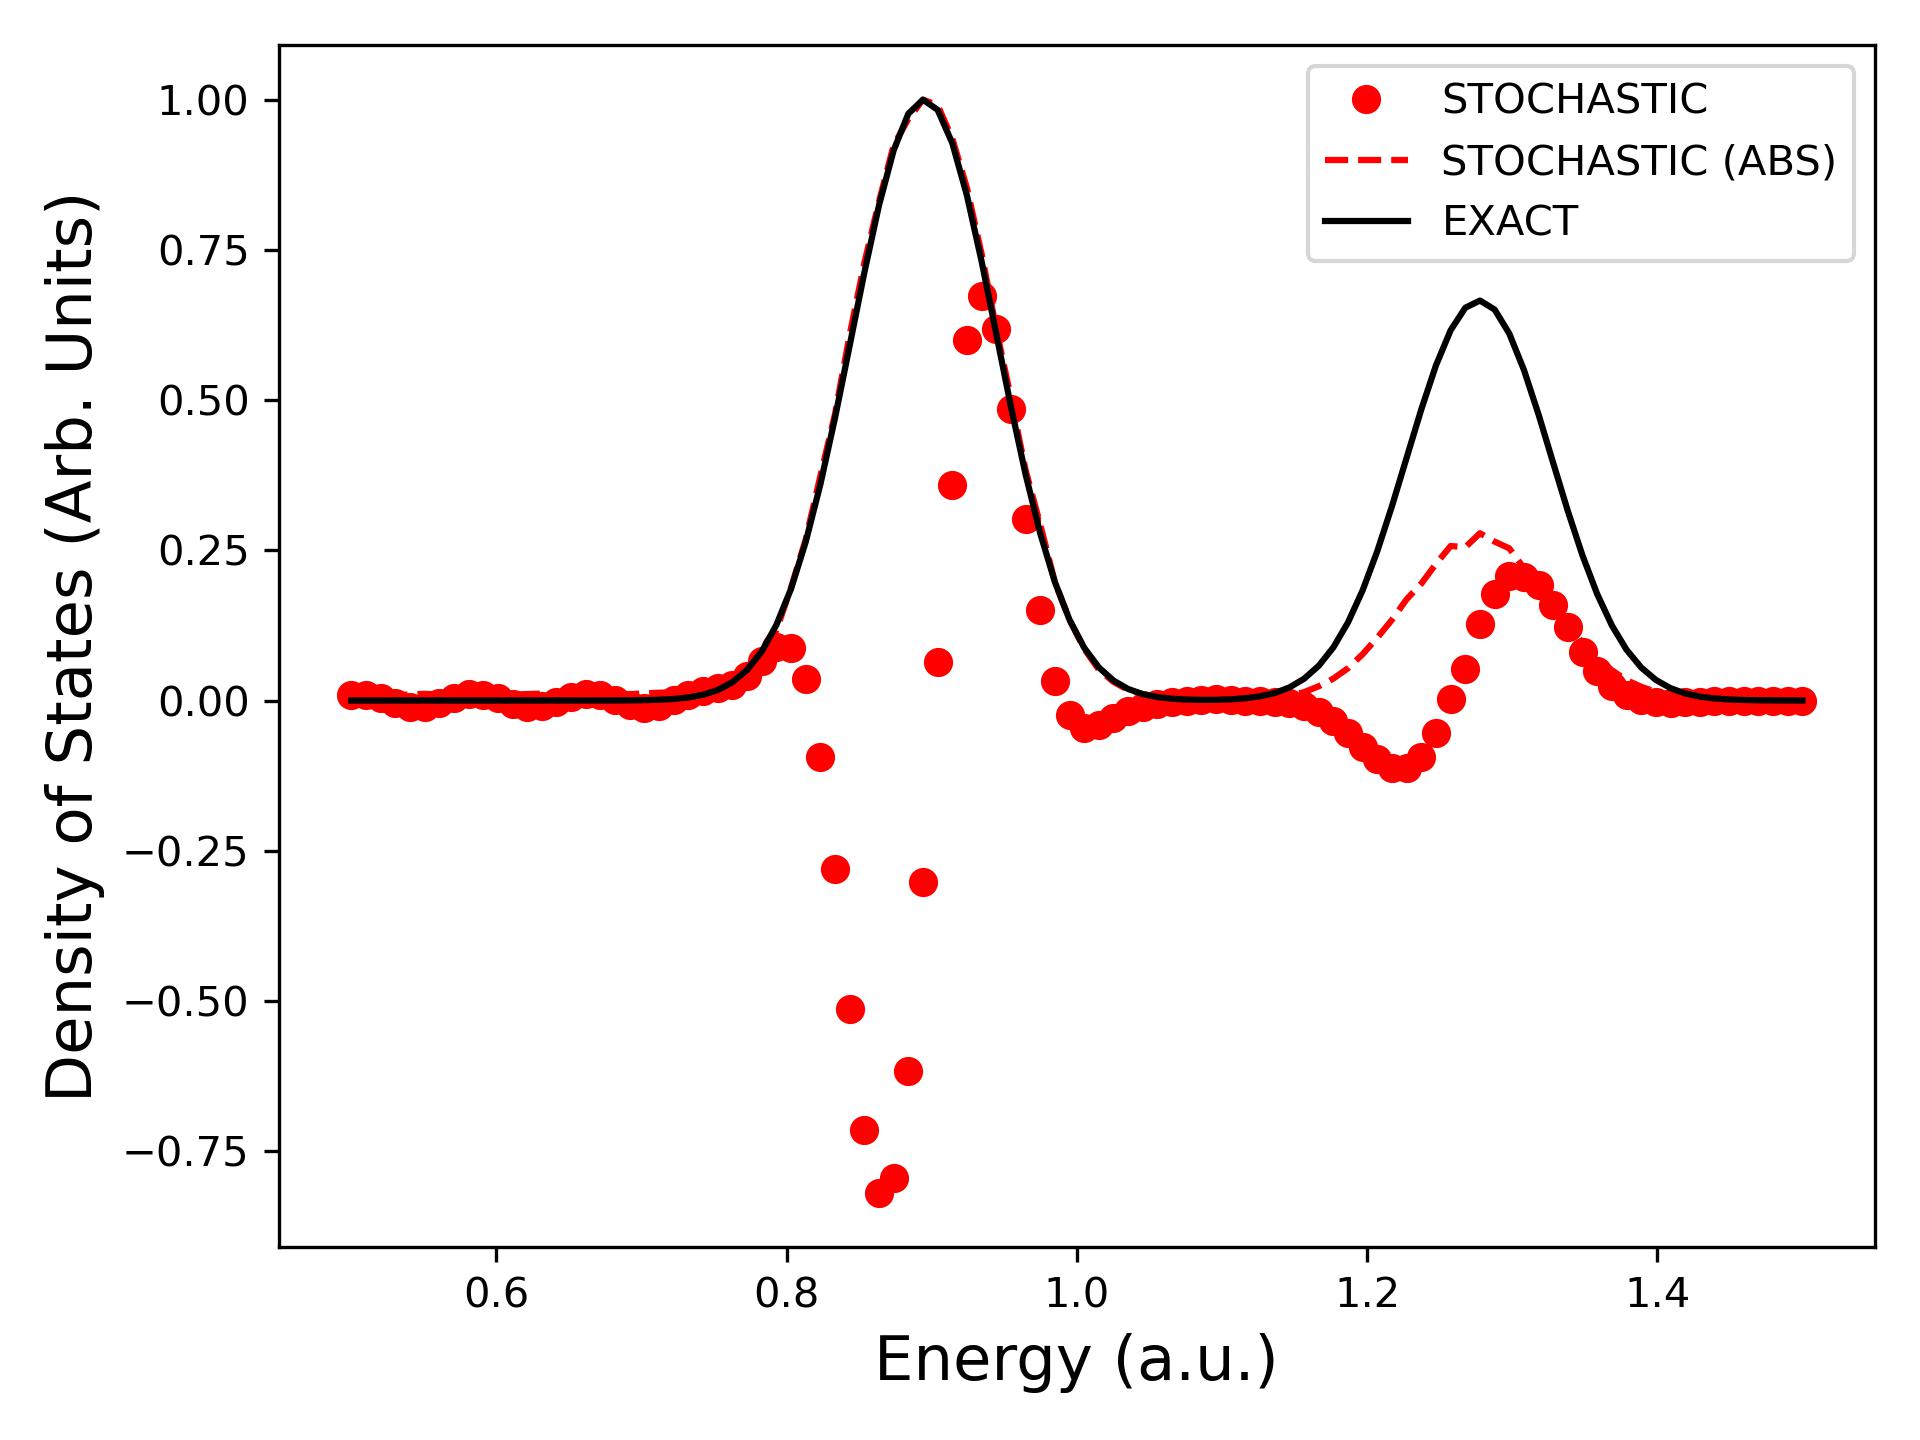 STOCHASTIC
STOCHASTIC (ABS)
EXACT
Density of States (Arb. Units)
1.00
0.75
0.50
0.25
0.00
−0.25
−0.50
−0.75
0.6 0.8 1.0 1.2 1.4
Energy (a.u.)